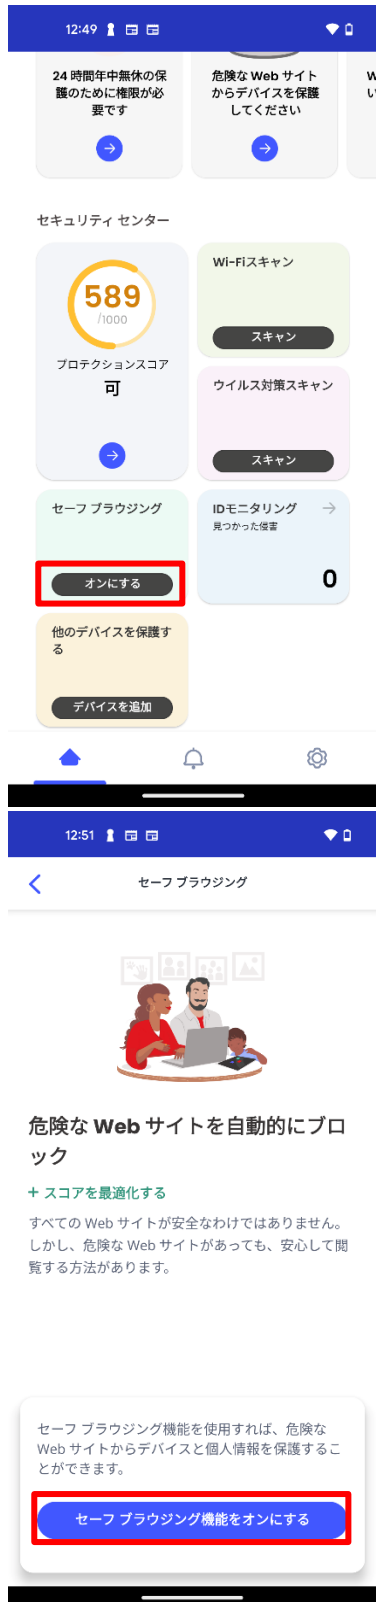 12:49
24 時間年中無休の保
護のために権限が必
要です
危険な Web サイト
からデバイスを保護
してください
W
い
セキュリティ センター
589
/1000
プロテクションスコア
可
Wi-Fiスキャン
スキャン
ウイルス対策スキャン
スキャン
セーフ ブラウジング
オンにする
IDモニタリング
見つかった侵害
0
他のデバイスを保護す
る
デバイスを追加
12:51
セーフ ブラウジング
危険な Web サイトを自動的にブロ
ック
+ スコアを最適化する
すべての Web サイトが安全なわけではありません。
しかし、危険な Web サイトがあっても、安心して閲
覧する方法があります。
セーフ ブラウジング機能を使用すれば、危険な
Web サイトからデバイスと個人情報を保護するこ
とができます。
セーフ ブラウジング機能をオンにする